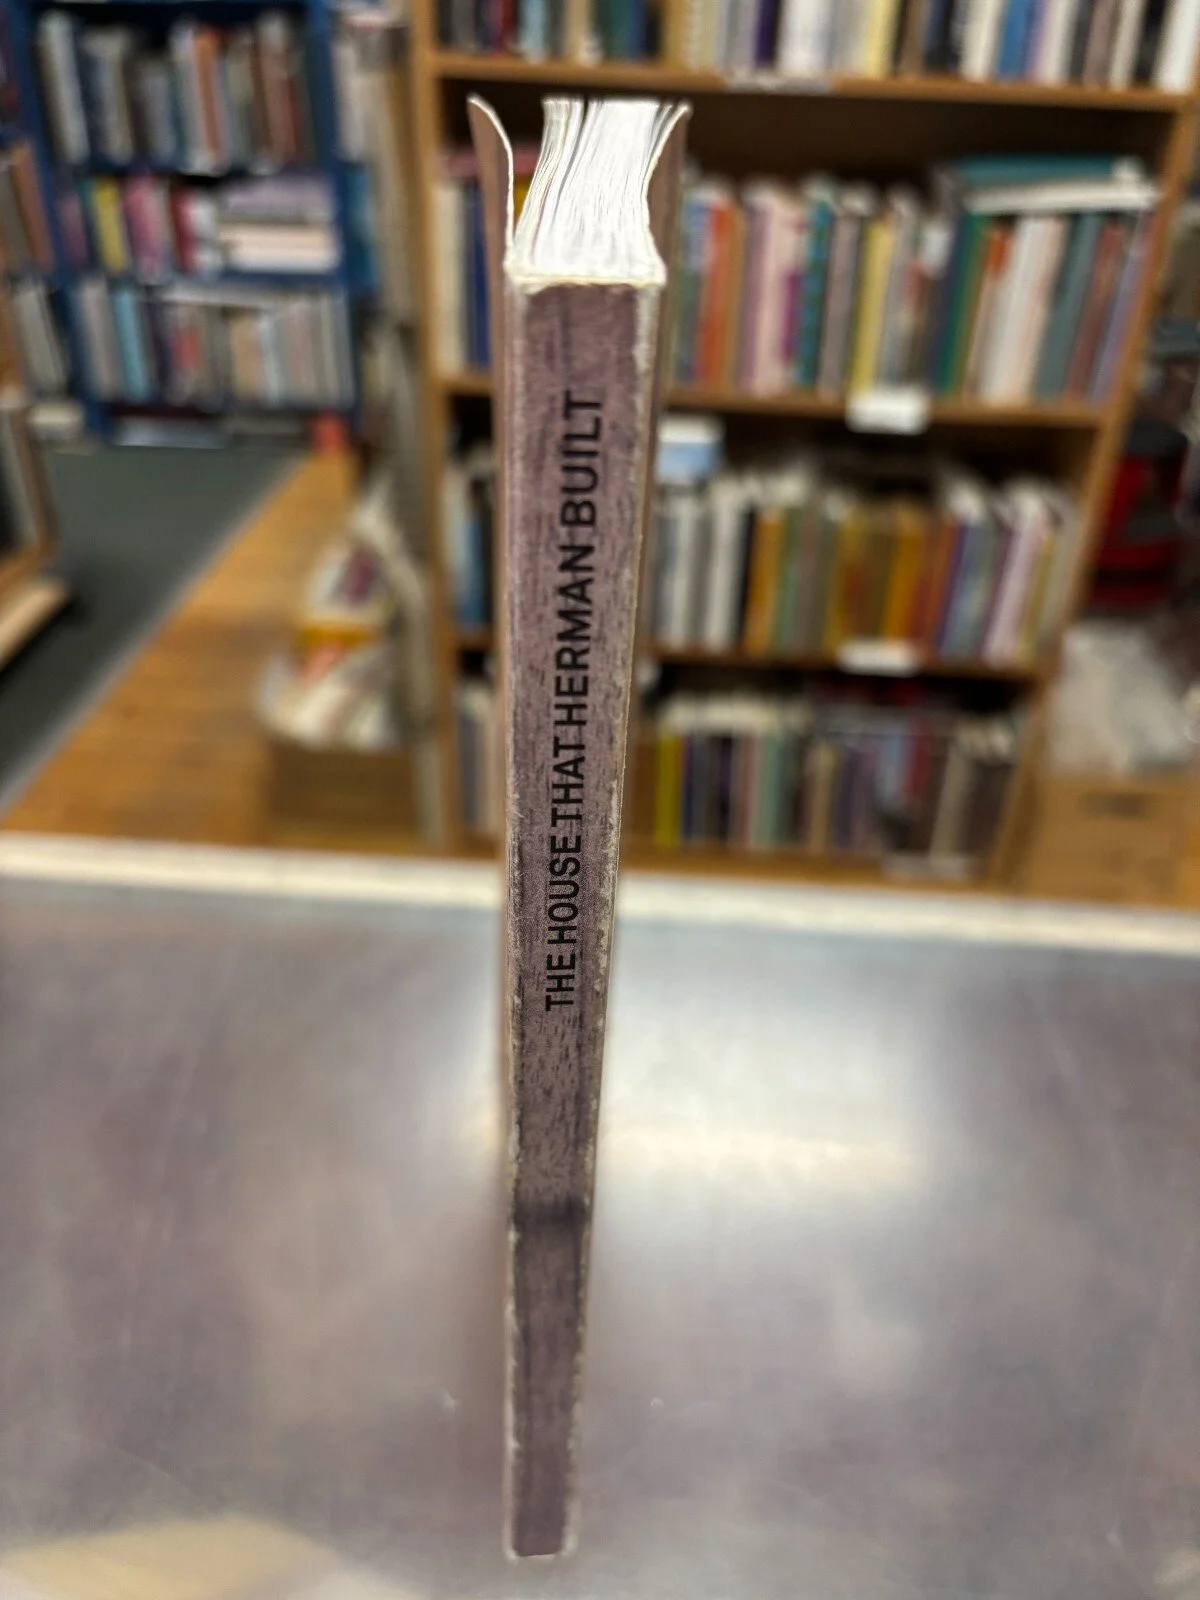 THE HOUSE THAT HERMAN BUILT